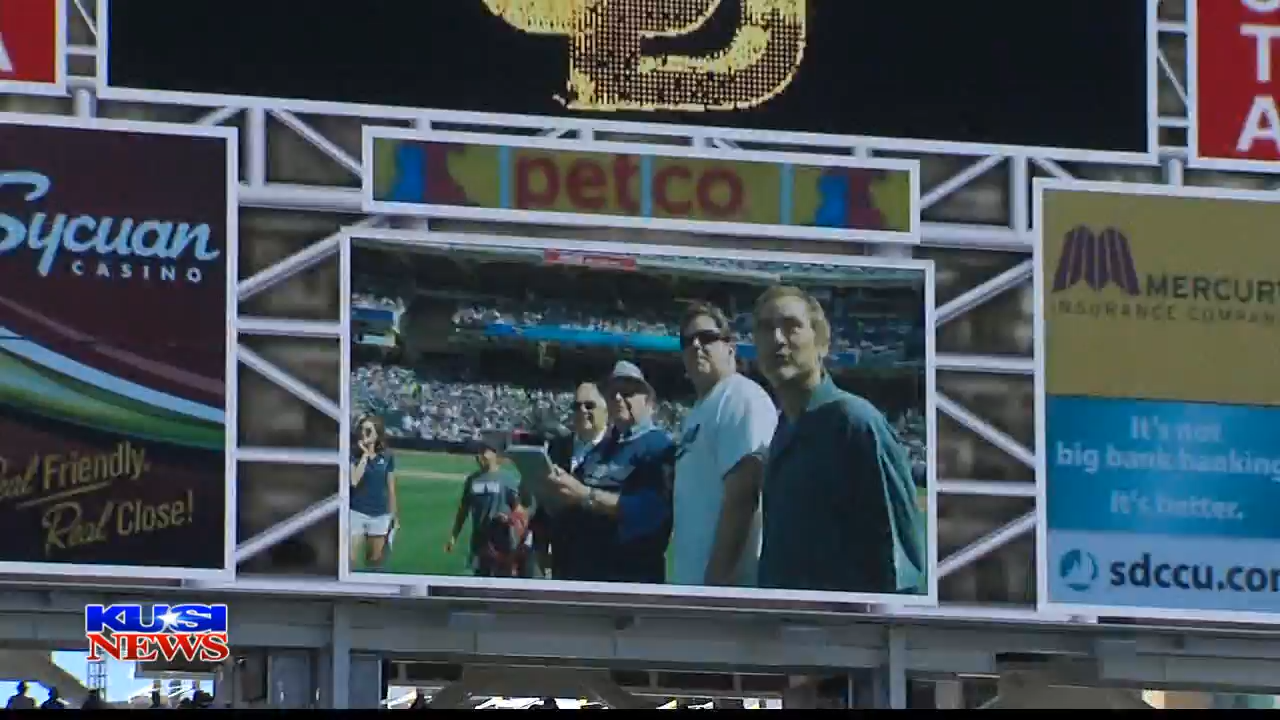 SD
petco
Sycuan
CASINO
Real Friendly.
Real Close!
MERCURY
INSURANCE COMPANY
It's not
big bank banking
It's better.
sdccu.com
T
A
A
KUSI
NEWS